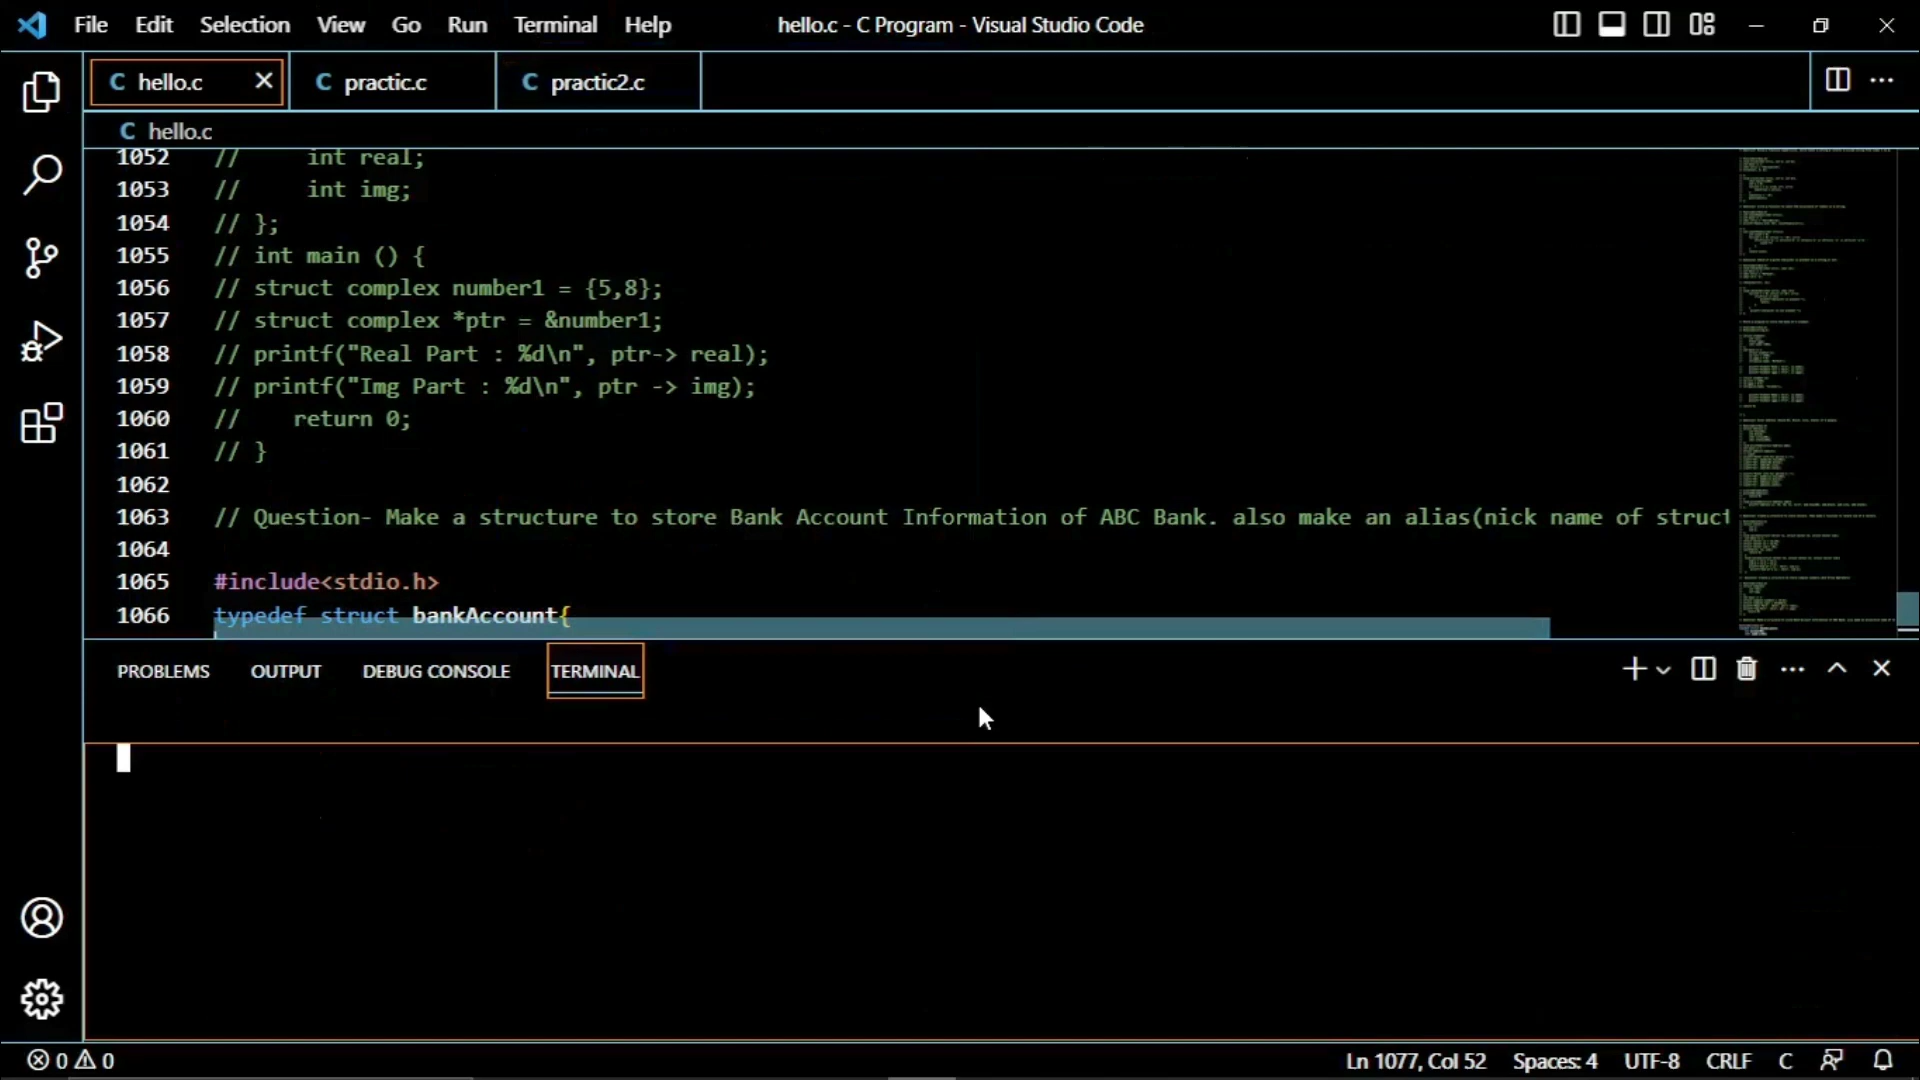 File Edit Selection View Go Run Terminal Help hello.c - C Program - Visual Studio Code
C hello.c C practic.c C practic2.c
C hello.c
1052 // int real;
1053 // int img;
1054 // };
1055 // int main () {
1056 // struct complex number1 = {5,8};
1057 // struct complex *ptr = &number1;
1058 // printf("Real Part : %d\n", ptr-> real);
1059 // printf("Img Part : %d\n", ptr -> img);
1060 // return 0;
1061 // }
1062
1063 // Question- Make a structure to store Bank Account Information of ABC Bank. also make an alias(nick name of struct
1064
1065 #include<stdio.h>
1066 typedef struct bankAccount{
PROBLEMS OUTPUT DEBUG CONSOLE TERMINAL
0 0 Ln 1077, Col 52 Spaces: 4 UTF-8 CRLF C